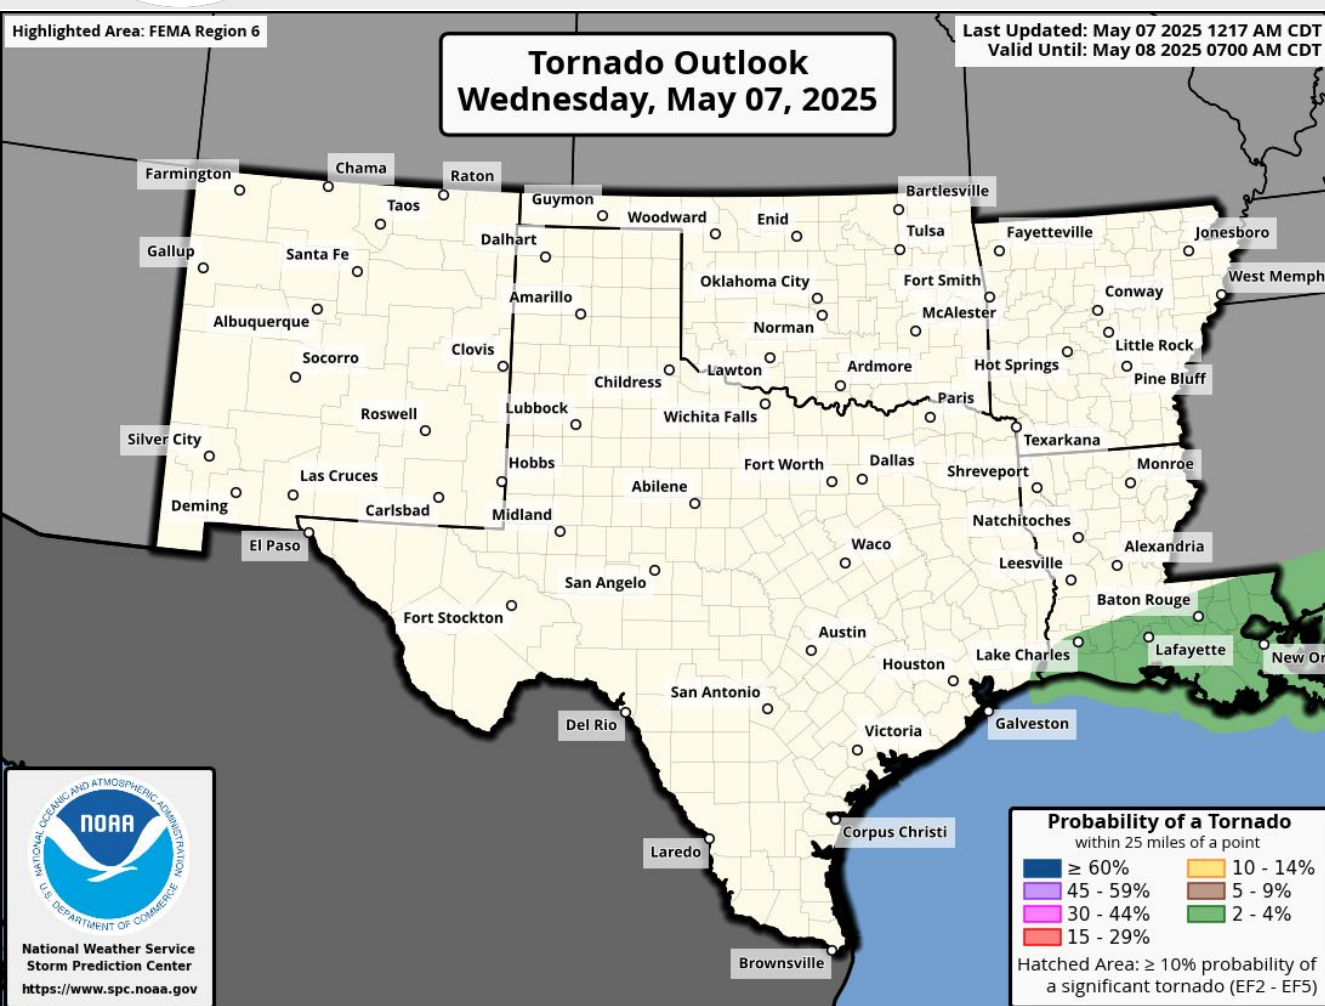 Highlighted Area: FEMA Region 6
Last Updated: May 07 2025 1217 AM CDT
Valid Until: May 08 2025 0700 AM CDT
Tornado Outlook
Wednesday, May 07, 2025
Farmington
Chama
Raton
Taos
Guymon
Woodward
Enid
Bartlesville
Tulsa
Fayetteville
Jonesboro
Gallup
Santa Fe
Dalhart
Oklahoma City
Fort Smith
West Memph
Amarillo
Conway
Albuquerque
Norman
McAlester
Little Rock
Socorro
Clovis
Childress
Lawton
Ardmore
Hot Springs
Pine Bluff
Roswell
Lubbock
Wichita Falls
Paris
Silver City
Texarkana
Las Cruces
Hobbs
Fort Worth
Dallas
Shreveport
Monroe
Deming
Carlsbad
Midland
Abilene
Natchitoches
El Paso
Waco
Alexandria
San Angelo
Leesville
Baton Rouge
Fort Stockton
Austin
Lake Charles
Lafayette
New Or
Houston
San Antonio
Del Rio
Galveston
Victoria
Corpus Christi
Laredo
Brownsville
NATIONAL OCEANIC AND ATMOSPHERIC ADMINISTRATION
NOAA
U.S. DEPARTMENT OF COMMERCE
National Weather Service
Storm Prediction Center
https://www.spc.noaa.gov
Probability of a Tornado
within 25 miles of a point
≥ 60%
45 - 59%
30 - 44%
15 - 29%
10 - 14%
5 - 9%
2 - 4%
Hatched Area: ≥ 10% probability of
a significant tornado (EF2 - EF5)